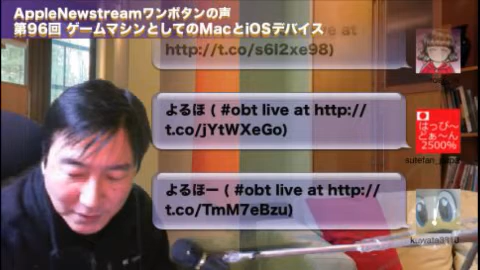 AppleNewstreamワンボタンの声
第96回 ゲームマシンとしてのMacとiOSデバイス
http://t.co/s6l2xe98)
よるほ ( #obt live at http://
t.co/jYtWXeGo)
はっぴ〜
どぁ〜ん
2500%
よるほー ( #obt live at http://
t.co/TmM7eBzu)